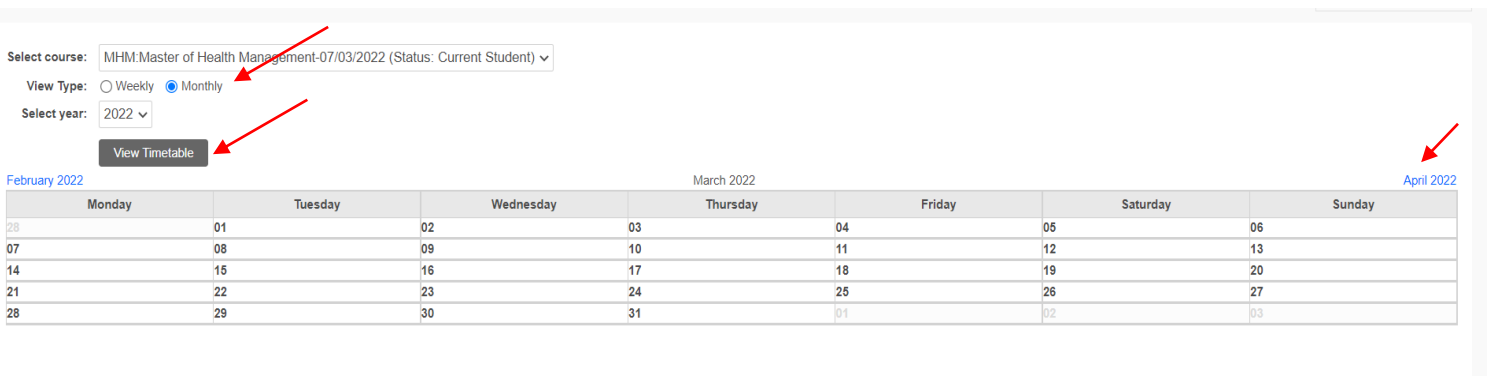 Select course: MHM:Master of Health Management-07/03/2022 (Status: Current Student)
View Type: Weekly Monthly
Select year: 2022
View Timetable
February 2022 March 2022 April 2022
Monday Tuesday Wednesday Thursday Friday Saturday Sunday
28 01 02 03 04 05 06
07 08 09 10 11 12 13
14 15 16 17 18 19 20
21 22 23 24 25 26 27
28 29 30 31 01 02 03